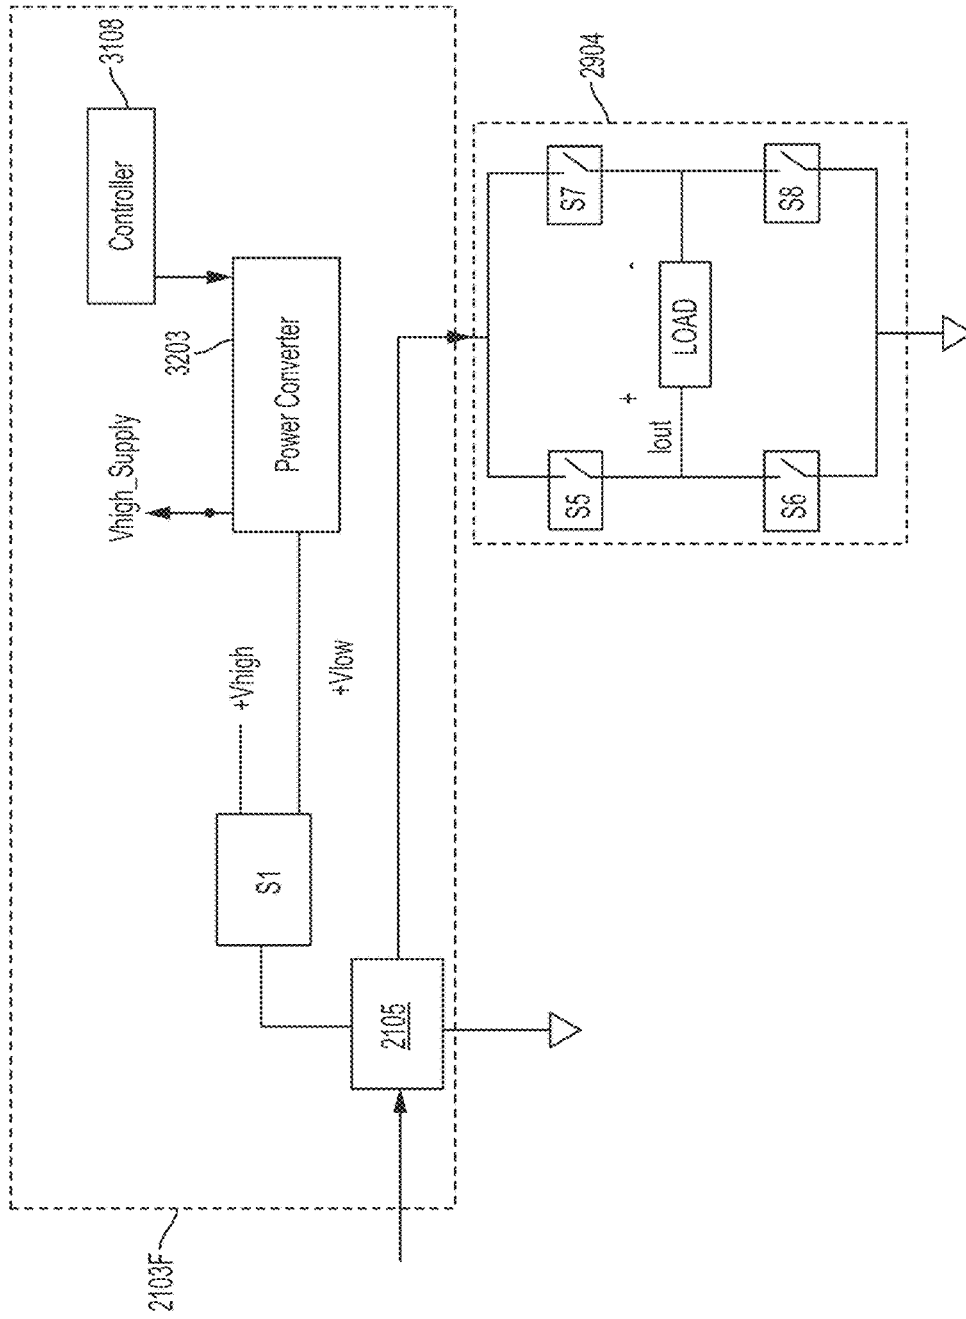 2103F
Controller
3108
Vhigh_Supply
3203
Power Converter
+Vhigh
+Vlow
S1
2105
2904
S5
S7
Iout
+
-
LOAD
S6
S8